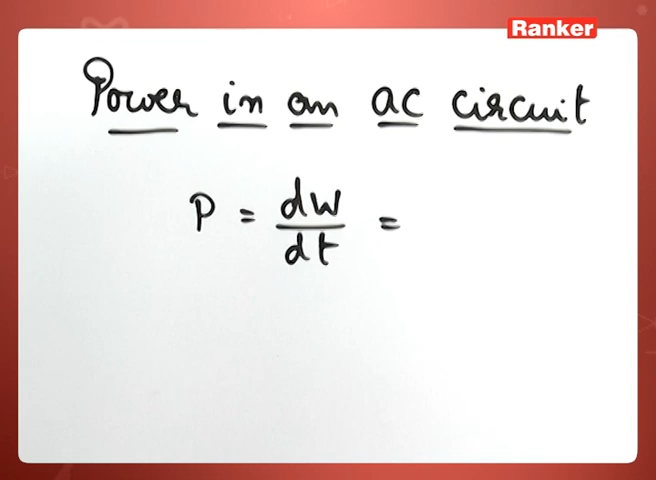 Ranker
Power in an ac circuit
P = dW/dt =